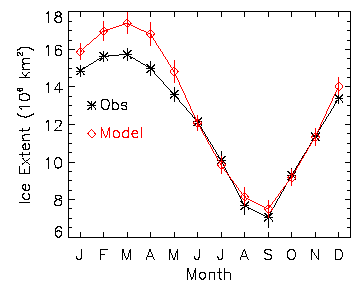 18
16
14
12
10
8
6
Ice Extent (10⁶ km²)
Obs
Model
J F M A M J J A S O N D
Month